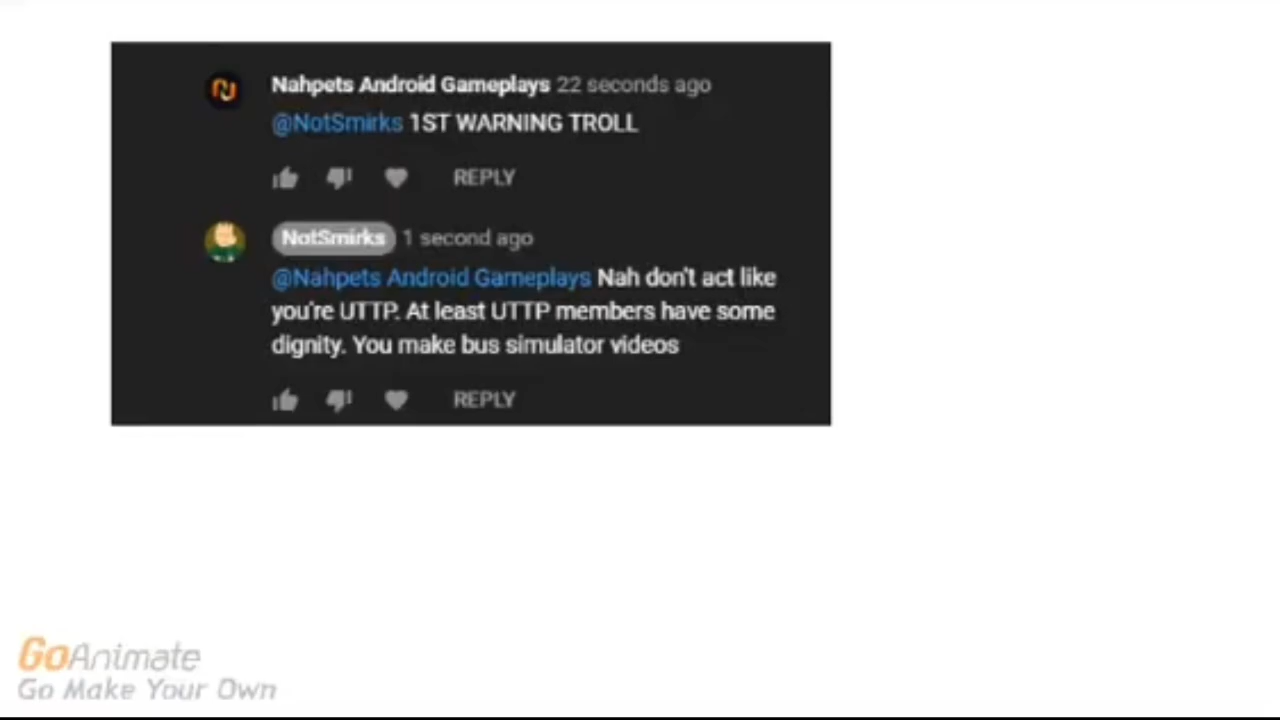 Nahpets Android Gameplays 22 seconds ago
@NotSmirks 1ST WARNING TROLL
REPLY
NotSmirks 1 second ago
@Nahpets Android Gameplays Nah don't act like
you're UTTP. At least UTTP members have some
dignity. You make bus simulator videos
REPLY
GoAnimate
Go Make Your Own